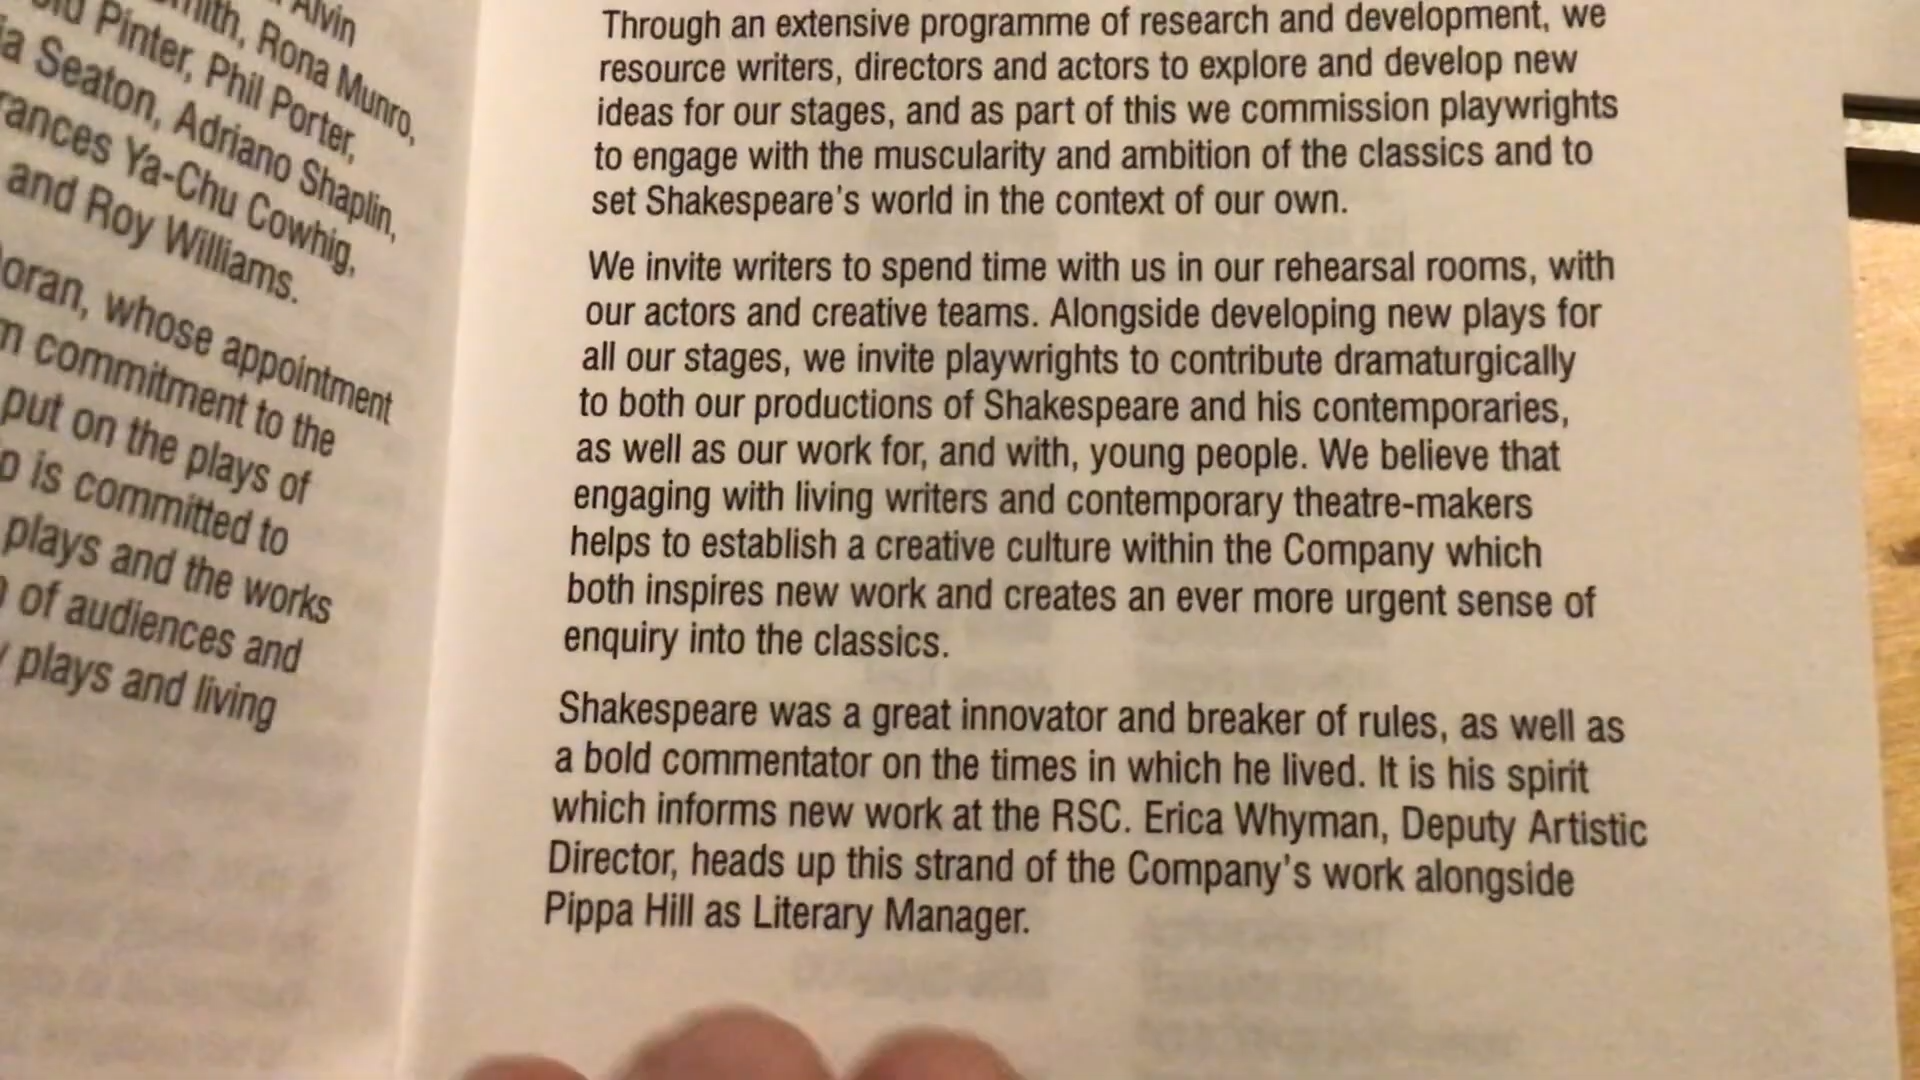 Alvin
Smith, Rona Munro,
Pinter, Phil Porter,
Seaton, Adriano Shaplin,
Ya-Chu Cowhig,
and Roy Williams.
whose appointment
commitment to the
put on the plays of
is committed to
plays and the works
of audiences and
plays and living
Through an extensive programme of research and development, we
resource writers, directors and actors to explore and develop new
ideas for our stages, and as part of this we commission playwrights
to engage with the muscularity and ambition of the classics and to
set Shakespeare's world in the context of our own.
We invite writers to spend time with us in our rehearsal rooms, with
our actors and creative teams. Alongside developing new plays for
all our stages, we invite playwrights to contribute dramaturgically
to both our productions of Shakespeare and his contemporaries,
as well as our work for, and with, young people. We believe that
engaging with living writers and contemporary theatre-makers
helps to establish a creative culture within the Company which
both inspires new work and creates an ever more urgent sense of
enquiry into the classics.
Shakespeare was a great innovator and breaker of rules, as well as
a bold commentator on the times in which he lived. It is his spirit
which informs new work at the RSC. Erica Whyman, Deputy Artistic
Director, heads up this strand of the Company's work alongside
Pippa Hill as Literary Manager.